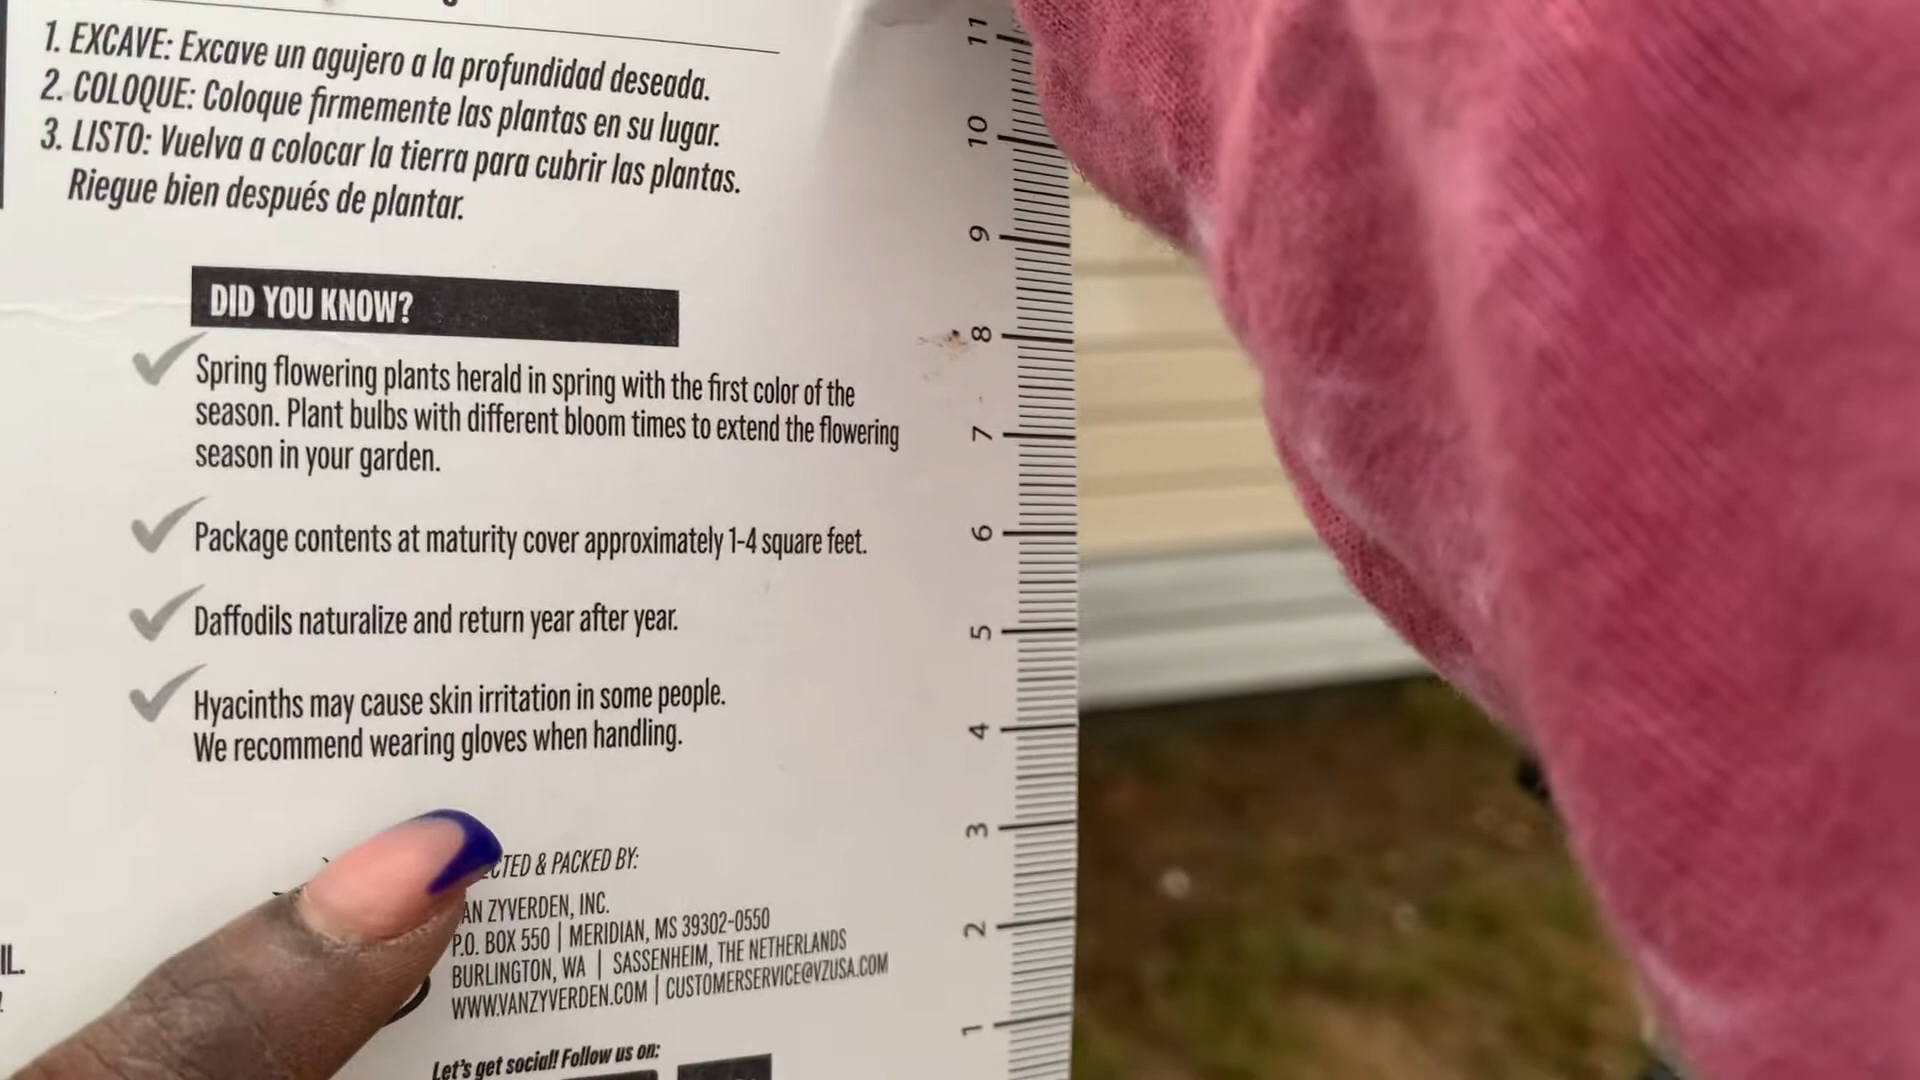 1. EXCAVE: Excave un agujero a la profundidad deseada.
2. COLOQUE: Coloque firmemente las plantas en su lugar.
3. LISTO: Vuelva a colocar la tierra para cubrir las plantas.
Riegue bien después de plantar.
DID YOU KNOW?
Spring flowering plants herald in spring with the first color of the
season. Plant bulbs with different bloom times to extend the flowering
season in your garden.
Package contents at maturity cover approximately 1-4 square feet.
Daffodils naturalize and return year after year.
Hyacinths may cause skin irritation in some people.
We recommend wearing gloves when handling.
& PACKED BY:
ZYVERDEN, INC.
P.O. BOX 550 | MERIDIAN, MS 39302-0550
BURLINGTON, WA | SASSENHEIM, THE NETHERLANDS
WWW.VANZYVERDEN.COM | CUSTOMERSERVICE@VZUSA.COM
Let's get social! Follow us on:
11
10
9
8
7
6
5
4
3
2
1